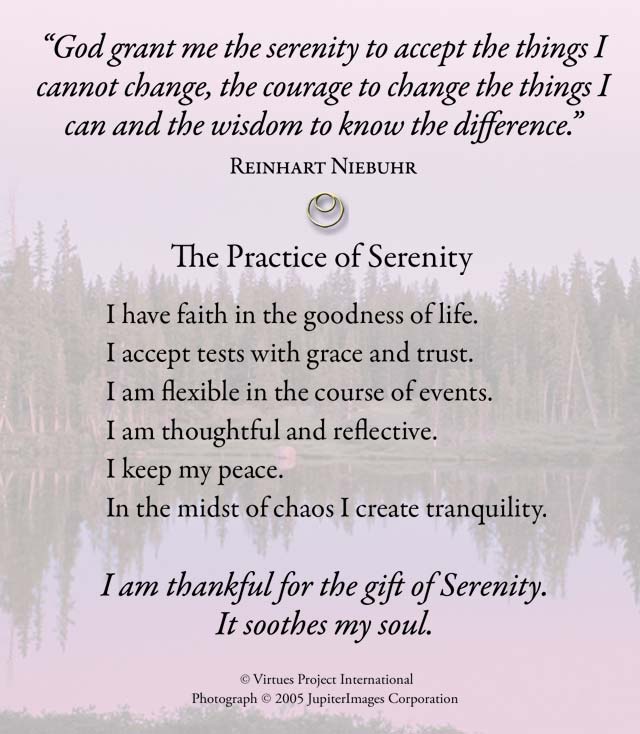 “God grant me the serenity to accept the things I
cannot change, the courage to change the things I
can and the wisdom to know the difference.”
Reinhart Niebuhr
The Practice of Serenity
I have faith in the goodness of life.
I accept tests with grace and trust.
I am flexible in the course of events.
I am thoughtful and reflective.
I keep my peace.
In the midst of chaos I create tranquility.
I am thankful for the gift of Serenity.
It soothes my soul.
© Virtues Project International
Photograph © 2005 JupiterImages Corporation